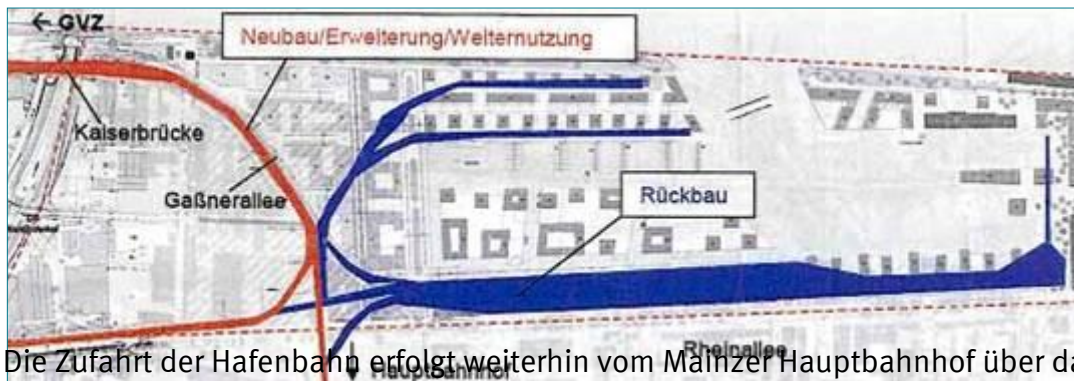 ← GVZ
Neubau/Erweiterung/Weiternutzung
Kaiserbrücke
Gaßnerallee
Rückbau
Rheinallee
Hauptbahnhof
Die Zufahrt der Hafenbahn erfolgt weiterhin vom Mainzer Hauptbahnhof über da